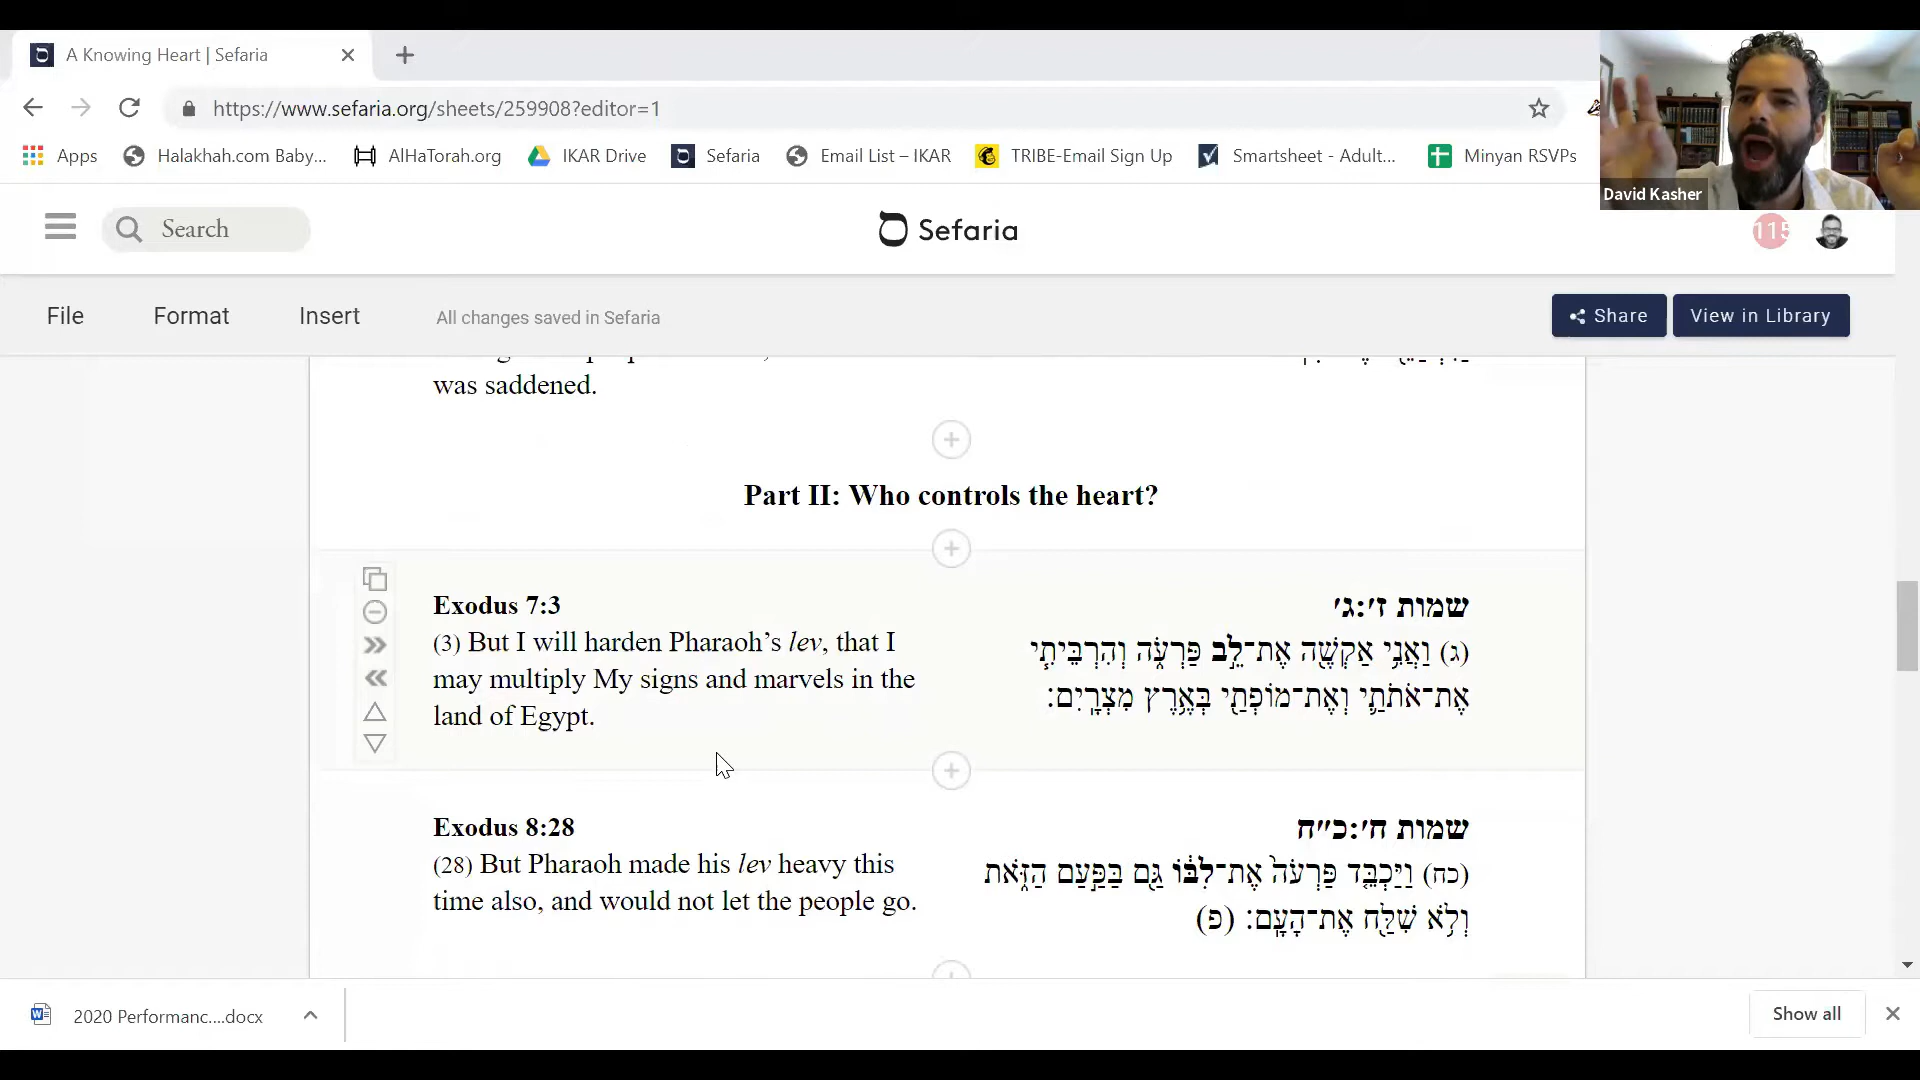 A Knowing Heart | Sefaria
https://www.sefaria.org/sheets/259908?editor=1
Apps
Halakhah.com Baby...
AlHaTorah.org
IKAR Drive
Sefaria
Email List – IKAR
TRIBE-Email Sign Up
Smartsheet - Adult...
Minyan RSVPs
David Kasher
Search
Sefaria
115
File
Format
Insert
All changes saved in Sefaria
Share
View in Library
was saddened.
Part II: Who controls the heart?
Exodus 7:3
(3) But I will harden Pharaoh’s lev, that I
may multiply My signs and marvels in the
land of Egypt.
שמות ז׳:ג׳
(ג) וַאֲנִ֥י אַקְשֶׁ֖ה אֶת־לֵ֣ב פַּרְעֹ֑ה וְהִרְבֵּיתִ֧י
אֶת־אֹתֹתַ֛י וְאֶת־מוֹפְתַ֖י בְּאֶ֥רֶץ מִצְרָֽיִם׃
Exodus 8:28
(28) But Pharaoh made his lev heavy this
time also, and would not let the people go.
שמות ח׳:כ״ח
(כח) וַיַּכְבֵּ֤ד פַּרְעֹה֙ אֶת־לִבּ֔וֹ גַּ֖ם בַּפַּ֣עַם הַזֹּ֑את
וְלֹ֥א שִׁלַּ֖ח אֶת־הָעָֽם׃ (פ)
2020 Performanc....docx
Show all